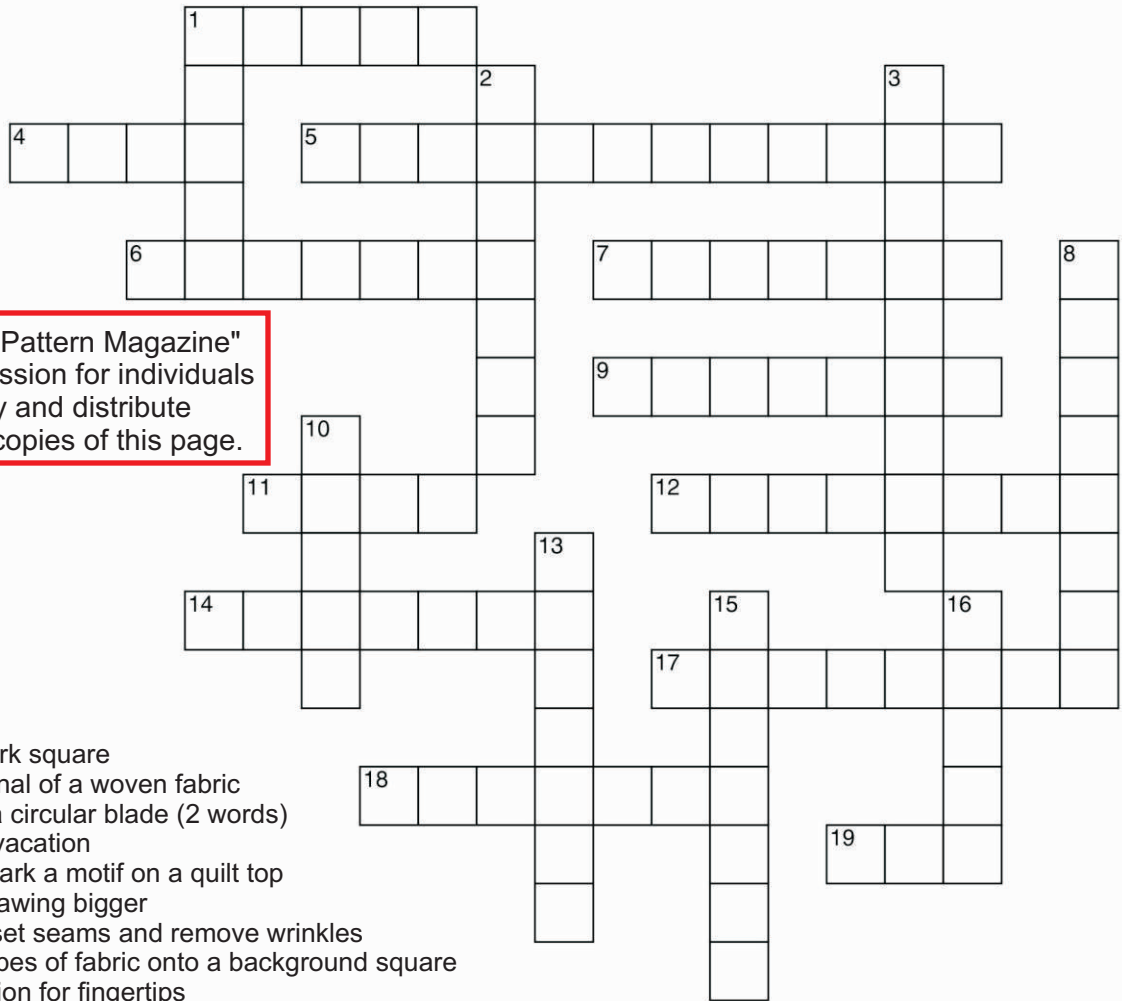 1
2 3
4 5
6 7 8
Pattern Magazine"
ssion for individuals
y and distribute
copies of this page.
9
10
11 12
13
14 15 16
17
rk square
nal of a woven fabric
a circular blade (2 words)
vacation
ark a motif on a quilt top
awing bigger
set seams and remove wrinkles
pes of fabric onto a background square
ion for fingertips
18
19